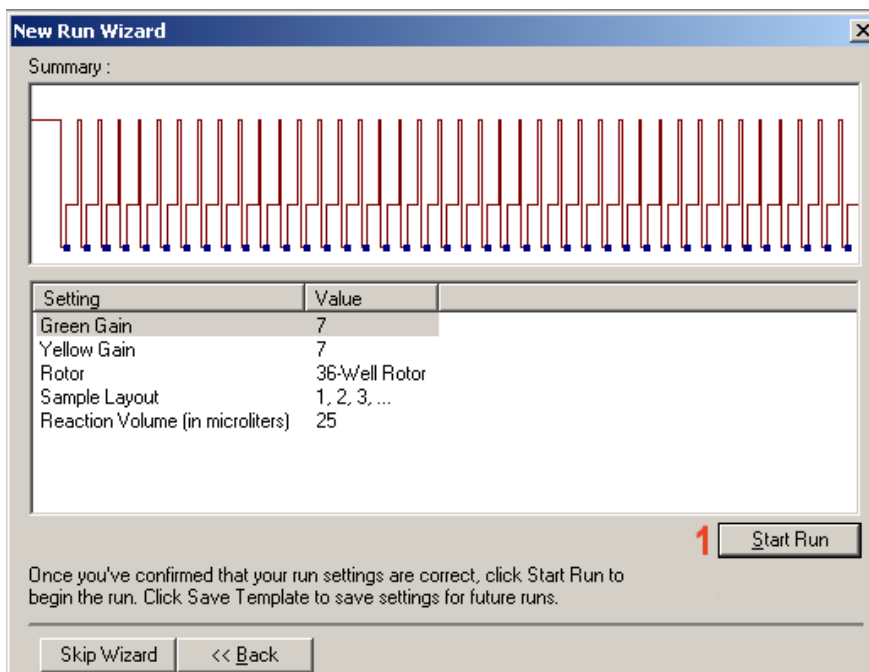 New Run Wizard
Summary :
Setting Value
Green Gain 7
Yellow Gain 7
Rotor 36-Well Rotor
Sample Layout 1, 2, 3, ...
Reaction Volume (in microliters) 25
1 Start Run
Once you've confirmed that your run settings are correct, click Start Run to
begin the run. Click Save Template to save settings for future runs.
Skip Wizard << Back